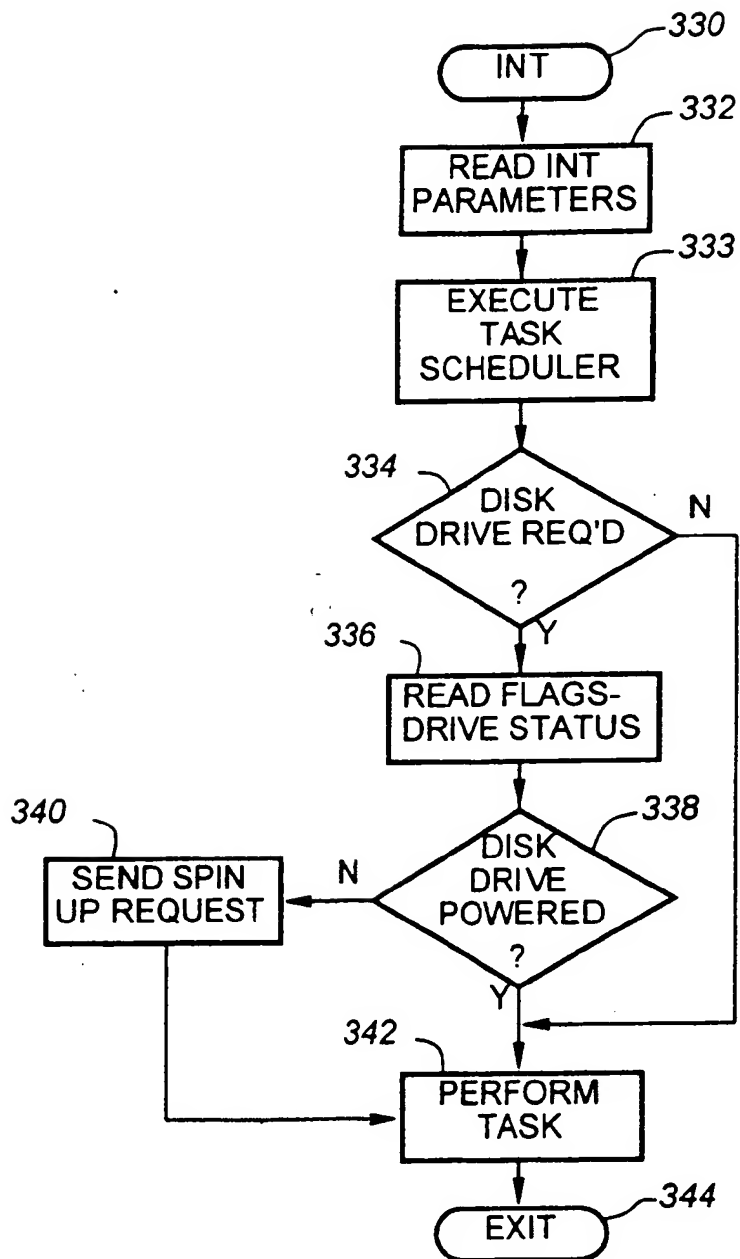 330
INT
332
READ INT
PARAMETERS
333
EXECUTE
TASK
SCHEDULER
334
DISK
DRIVE REQ'D
?
N
Y
336
READ FLAGS-
DRIVE STATUS
338
DISK
DRIVE
POWERED
?
N
Y
340
SEND SPIN
UP REQUEST
342
PERFORM
TASK
344
EXIT